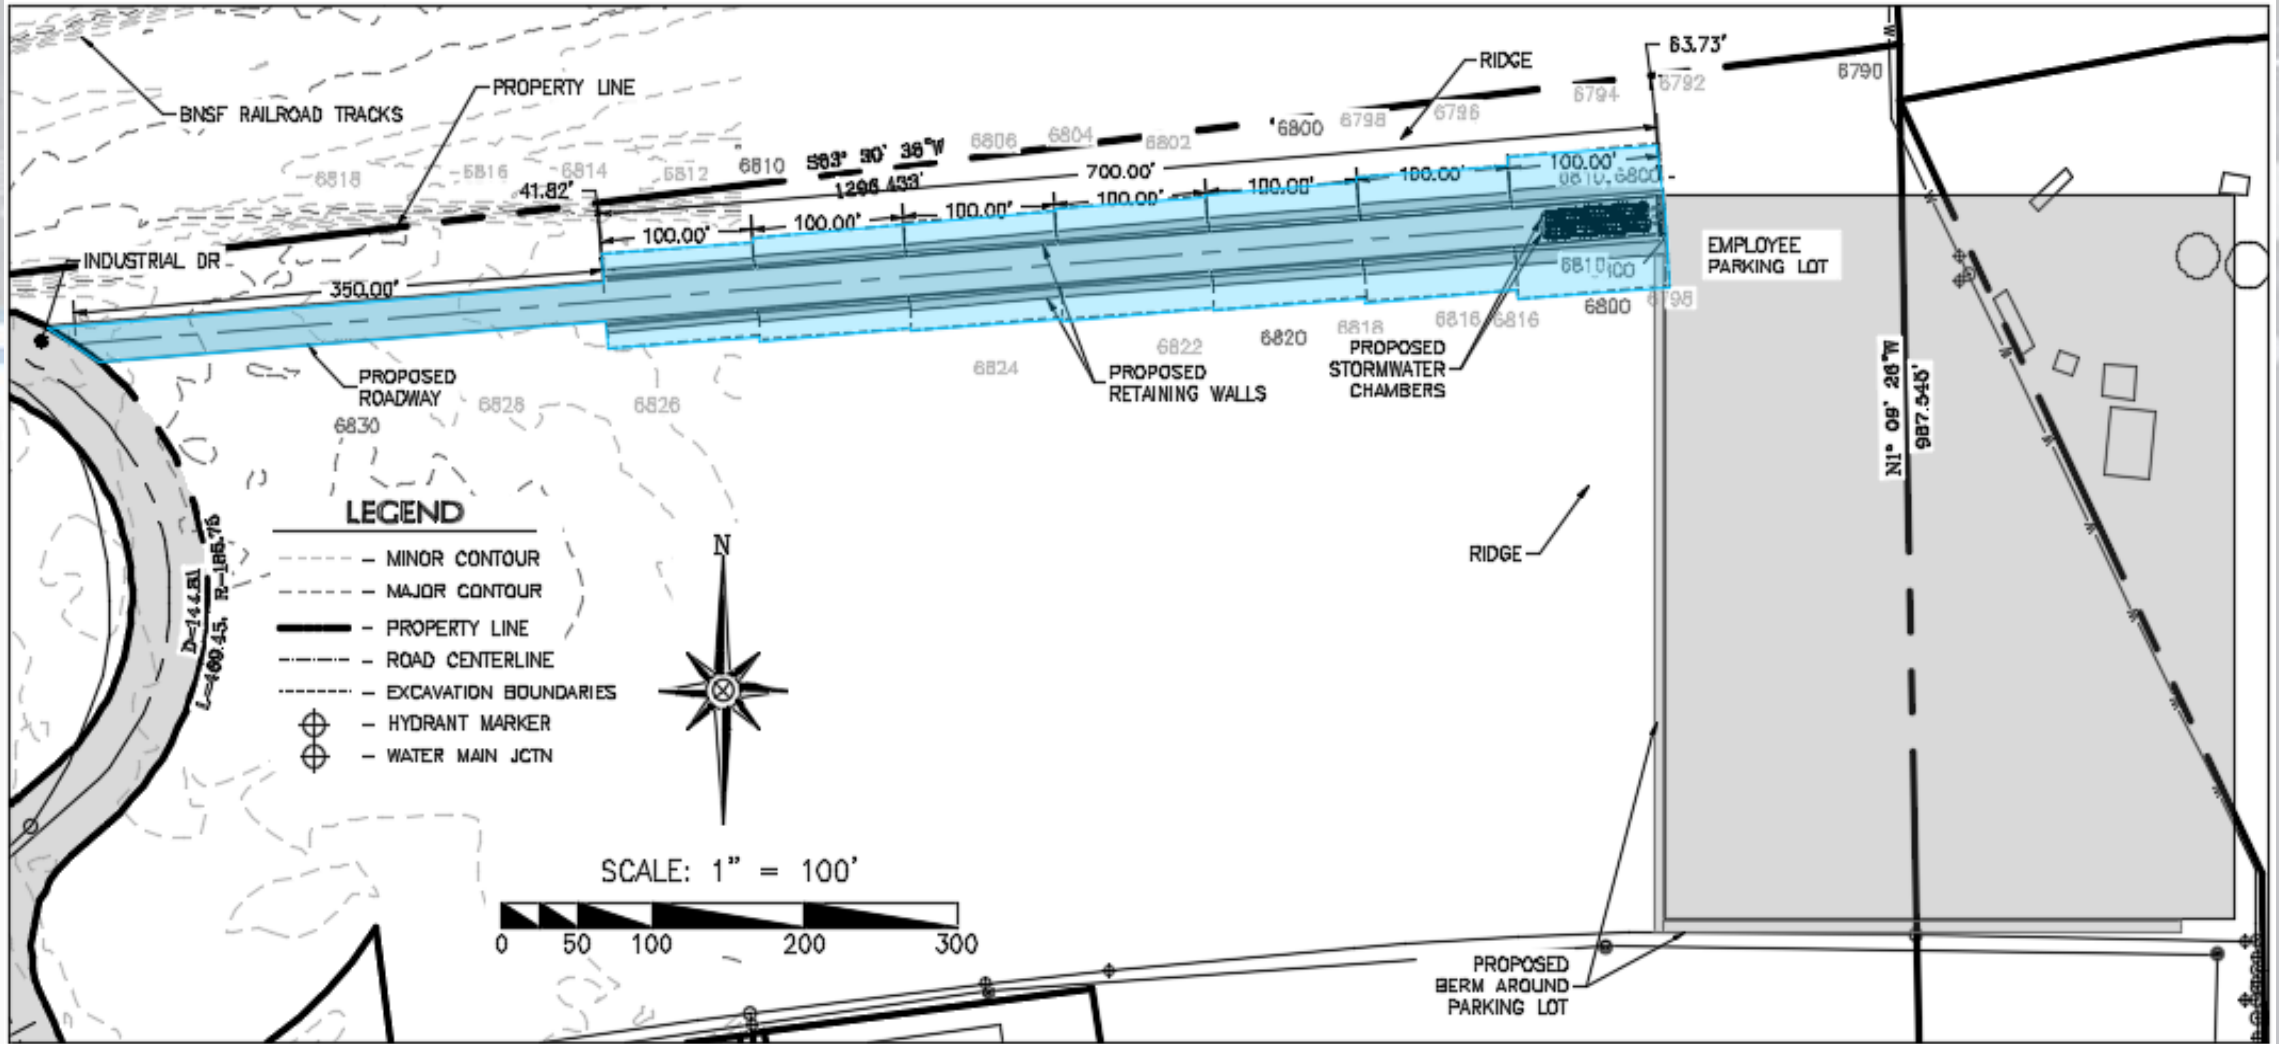 BNSF RAILROAD TRACKS
PROPERTY LINE
RIDGE
63.73'
6790
6792
6794
6796
6798
6800
6802
6804
6806
6810
6812
6814
6816
6818
41.82'
S83° 30' 36"W
1296.433'
700.00'
100.00'
100.00'
100.00'
100.00'
100.00'
100.00'
100.00'
INDUSTRIAL DR
350.00'
EMPLOYEE
PARKING LOT
6810
6800
6798
6816
6816
6818
6820
6822
6824
PROPOSED
STORMWATER
CHAMBERS
PROPOSED
RETAINING WALLS
PROPOSED
ROADWAY
6826
6828
6830
N1° 09' 26"W
987.545'
LEGEND
- MINOR CONTOUR
- MAJOR CONTOUR
- PROPERTY LINE
- ROAD CENTERLINE
- EXCAVATION BOUNDARIES
- HYDRANT MARKER
- WATER MAIN JCTN
N
RIDGE
SCALE: 1" = 100'
0 50 100 200 300
PROPOSED
BERM AROUND
PARKING LOT